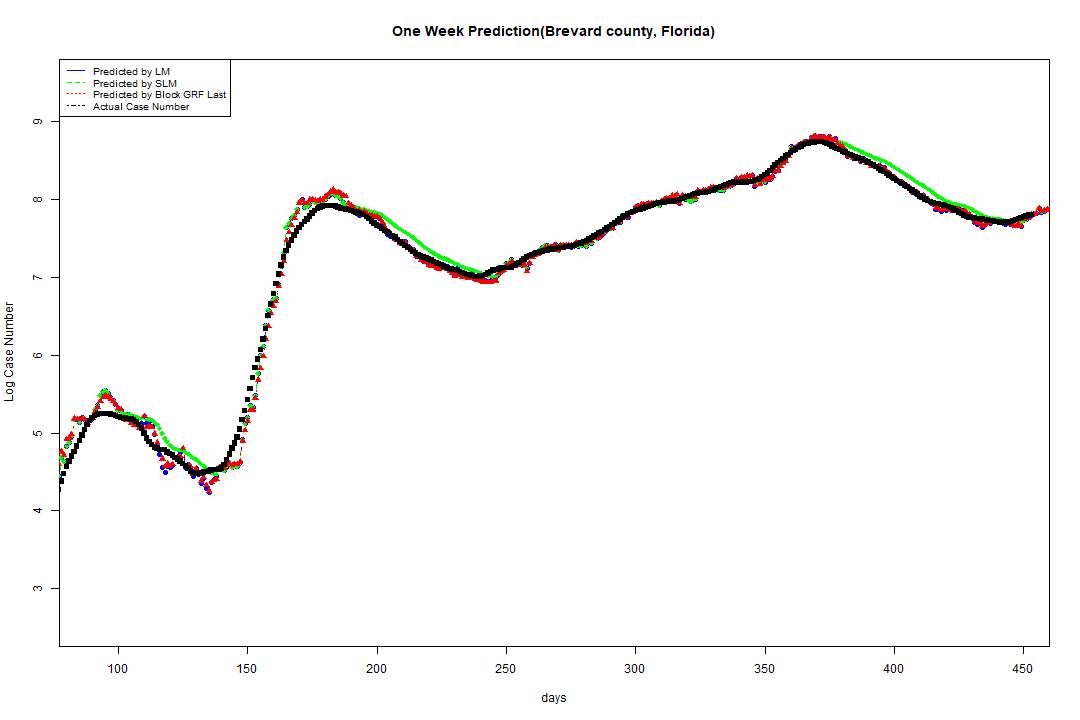 One Week Prediction(Brevard county, Florida)
Predicted by LM
Predicted by SLM
Predicted by Block GRF Last
Actual Case Number
9
8
7
6
5
4
3
Log Case Number
100 150 200 250 300 350 400 450
days